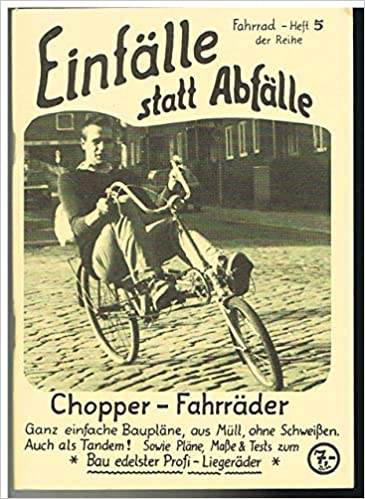 Fahrrad - Heft 5
der Reihe
Einfälle
statt Abfälle
Chopper - Fahrräder
Ganz einfache Baupläne, aus Müll, ohne Schweißen.
Auch als Tandem! Sowie Pläne, Maße & Tests zum
* Bau edelster Profi - Liegeräder *
7.-